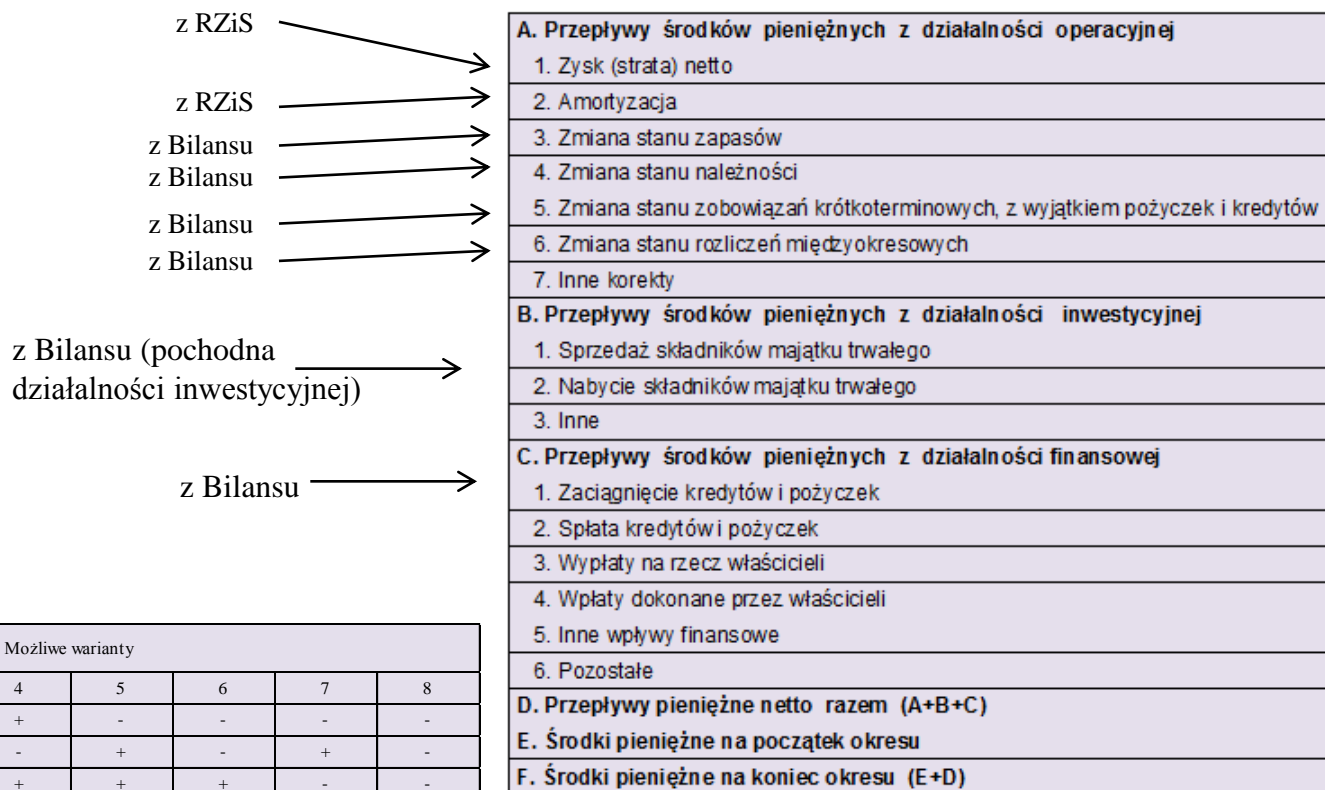 z RZiS
z RZiS
z Bilansu
z Bilansu
z Bilansu
z Bilansu
z Bilansu (pochodna
działalności inwestycyjnej)
z Bilansu
A. Przepływy środków pieniężnych z działalności operacyjnej
1. Zysk (strata) netto
2. Amortyzacja
3. Zmiana stanu zapasów
4. Zmiana stanu należności
5. Zmiana stanu zobowiązań krótkoterminowych, z wyjątkiem pożyczek i kredytów
6. Zmiana stanu rozliczeń międzyokresowych
7. Inne korekty
B. Przepływy środków pieniężnych z działalności inwestycyjnej
1. Sprzedaż składników majątku trwałego
2. Nabycie składników majątku trwałego
3. Inne
C. Przepływy środków pieniężnych z działalności finansowej
1. Zaciągnięcie kredytów i pożyczek
2. Spłata kredytów i pożyczek
3. Wypłaty na rzecz właścicieli
4. Wpłaty dokonane przez właścicieli
5. Inne wpływy finansowe
6. Pozostałe
D. Przepływy pieniężne netto razem (A+B+C)
E. Środki pieniężne na początek okresu
F. Środki pieniężne na koniec okresu (E+D)
Możliwe warianty
4 5 6 7 8
+ - - - -
- + - + -
+ + + - -